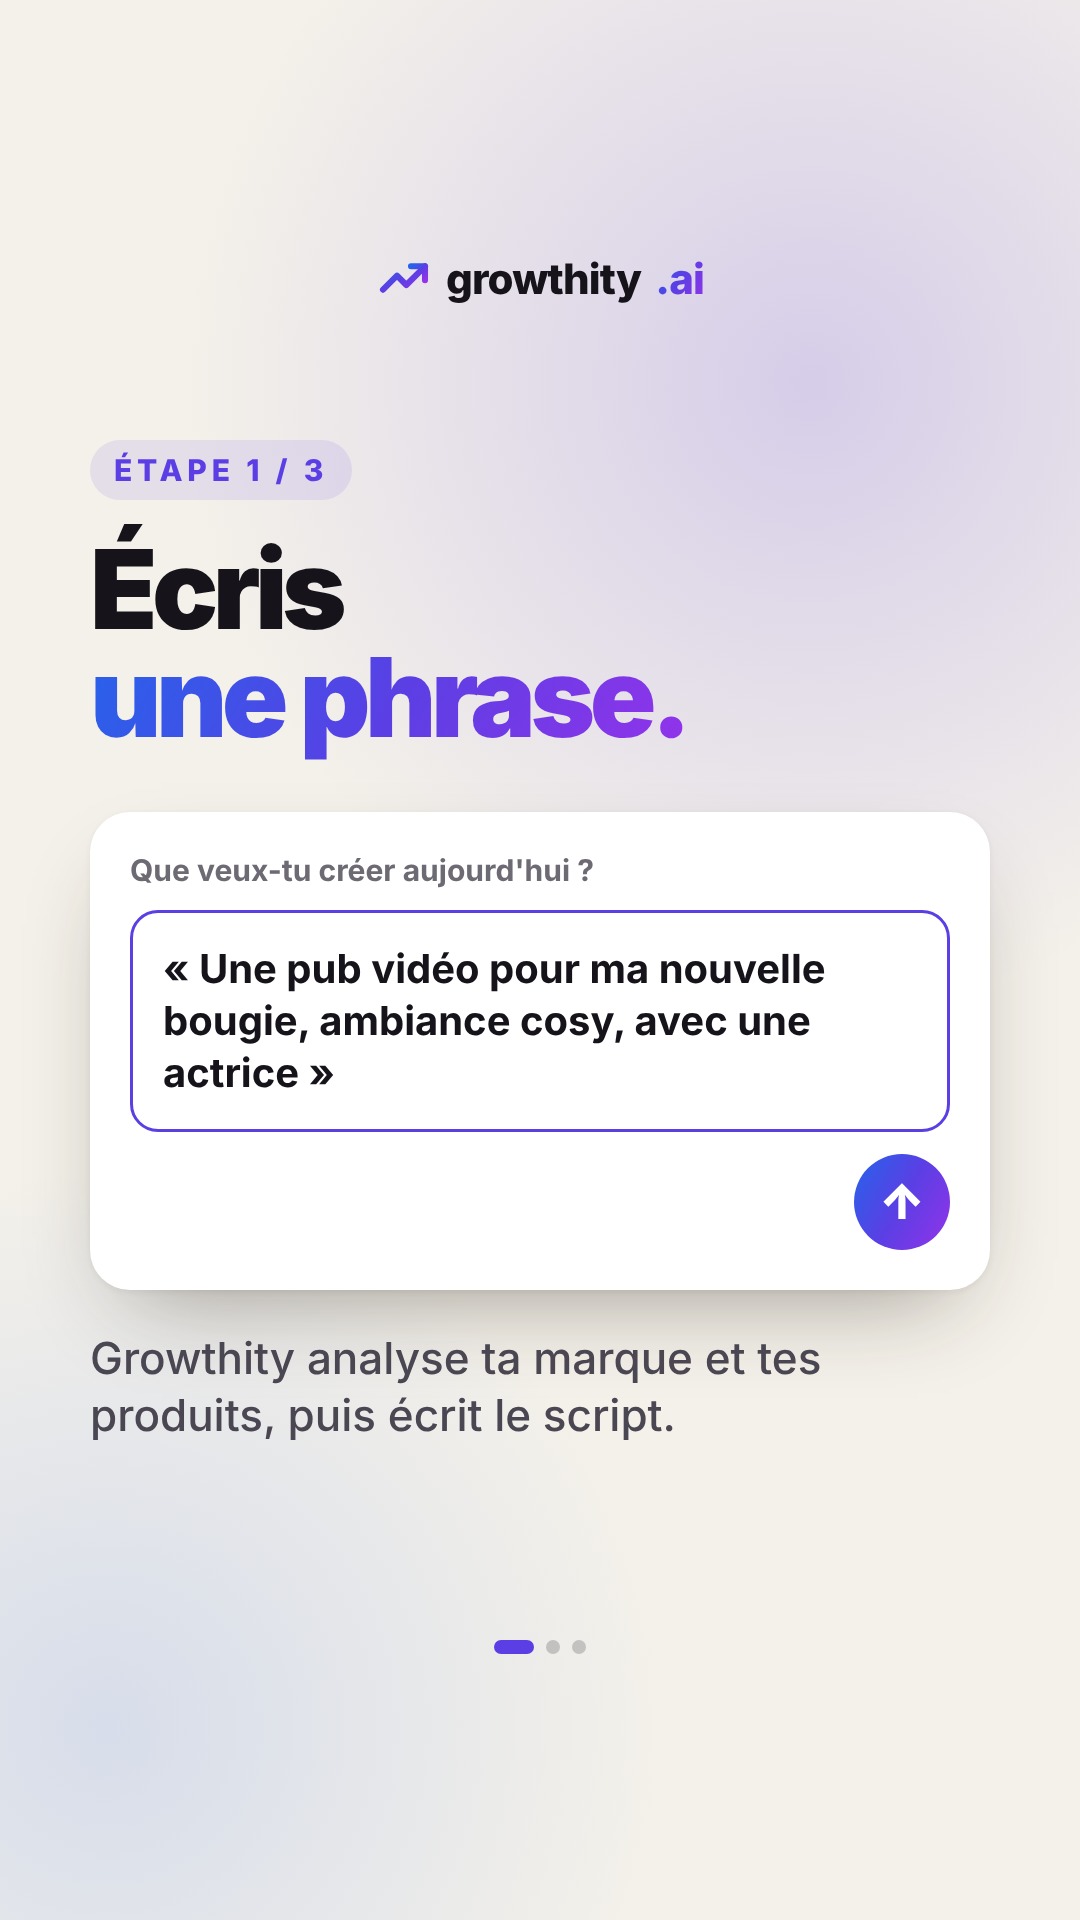 growthity .ai
ÉTAPE 1 / 3
Écris
une phrase.
Que veux-tu créer aujourd'hui ?
« Une pub vidéo pour ma nouvelle
bougie, ambiance cosy, avec une
actrice »
Growthity analyse ta marque et tes
produits, puis écrit le script.